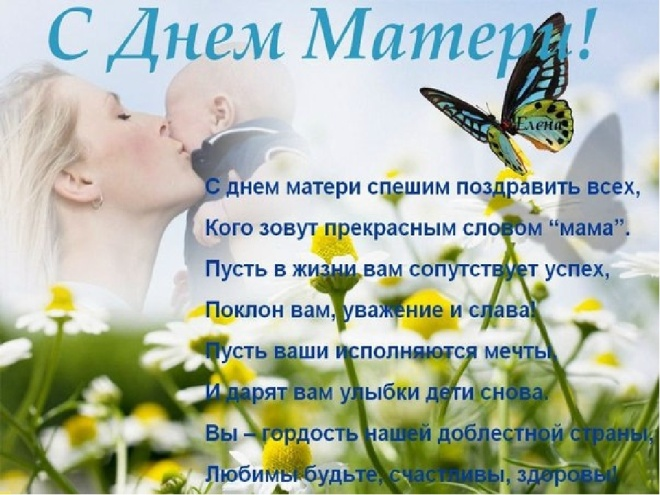 С Днем Матери!
Елена
С днем матери спешим поздравить всех,
Кого зовут прекрасным словом “мама”.
Пусть в жизни вам сопутствует успех,
Поклон вам, уважение и слава!
Пусть ваши исполняются мечты,
И дарят вам улыбки дети снова.
Вы – гордость нашей доблестной страны,
Любимы будьте, счастливы, здоровы!